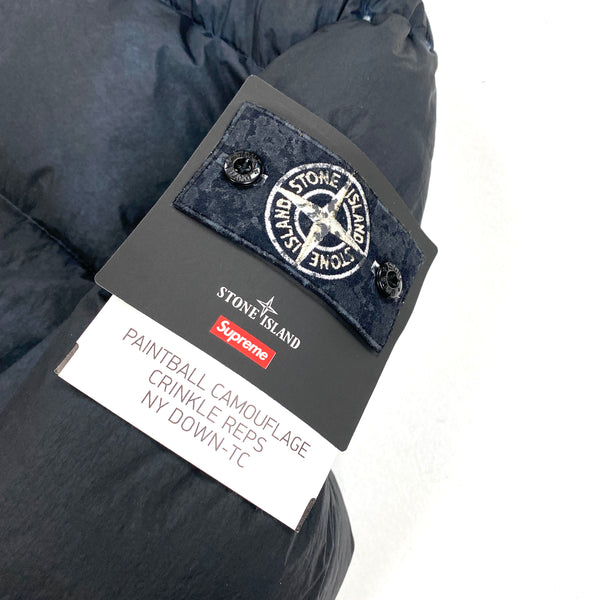 STONE ISLAND
STONE ISLAND
STONE ISLAND
Supreme
PAINTBALL CAMOUFLAGE
CRINKLE REPS
NY DOWN-TC